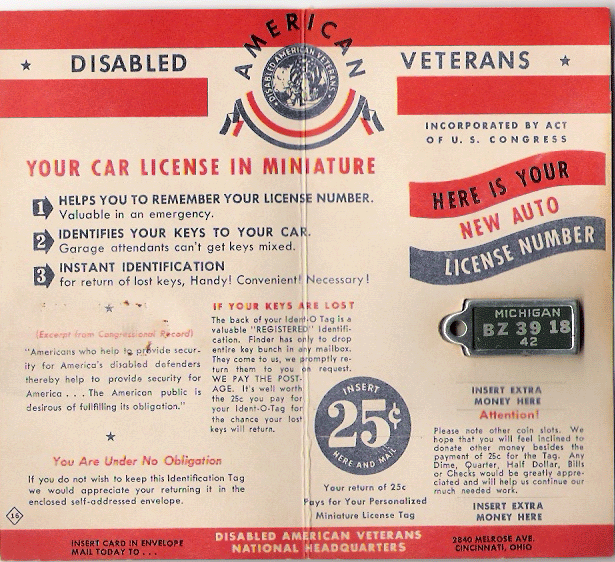 AMERICAN
★ DISABLED VETERANS ★
DISABLED AMERICAN VETERANS
INCORPORATED BY ACT
OF U. S. CONGRESS
YOUR CAR LICENSE IN MINIATURE
1 HELPS YOU TO REMEMBER YOUR LICENSE NUMBER.
Valuable in an emergency.
2 IDENTIFIES YOUR KEYS TO YOUR CAR.
Garage attendants can't get keys mixed.
3 INSTANT IDENTIFICATION
for return of lost keys, Handy! Convenient! Necessary!
HERE IS YOUR
NEW AUTO
LICENSE NUMBER
MICHIGAN
BZ 39 18
42
(Excerpt from Congressional Record)
"Americans who help to provide secur-
ity for America's disabled defenders
thereby help to provide security for
America . . . The American public is
desirous of fullfilling its obligation."
You Are Under No Obligation
If you do not wish to keep this Identification Tag
we would appreciate your returning it in the
enclosed self-addressed envelope.
16
IF YOUR KEYS ARE LOST
The back of your Ident-O Tag is a
valuable "REGISTERED" Identifi-
cation. Finder has only to drop
entire key bunch in any mailbox.
They come to us, we promptly re-
turn them to you on request.
WE PAY THE POST-
AGE. It's well worth
the 25c you pay for
your Ident-O-Tag for
the chance your lost
keys will return.
INSERT
25¢
HERE AND MAIL
Your return of 25c
Pays for Your Personalized
Miniature License Tag
INSERT EXTRA
MONEY HERE
Attention!
Please note other coin slots. We
hope that you will feel inclined to
donate other money besides the
payment of 25c for the Tag. Any
Dime, Quarter, Half Dollar, Bills
or Checks would be greatly appre-
ciated and will help us continue our
much needed work.
INSERT EXTRA
MONEY HERE
INSERT CARD IN ENVELOPE
MAIL TODAY TO . . .
DISABLED AMERICAN VETERANS
NATIONAL HEADQUARTERS
2840 MELROSE AVE.
CINCINNATI, OHIO